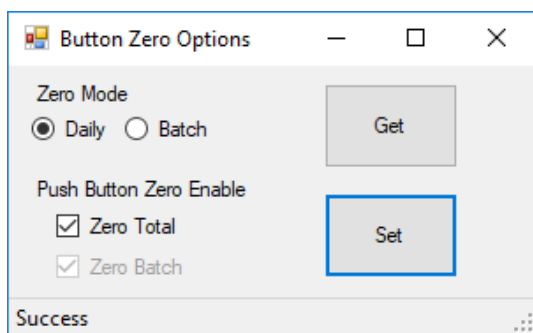 Button Zero Options
Zero Mode
Daily Batch
Get
Push Button Zero Enable
Zero Total
Set
Zero Batch
Success